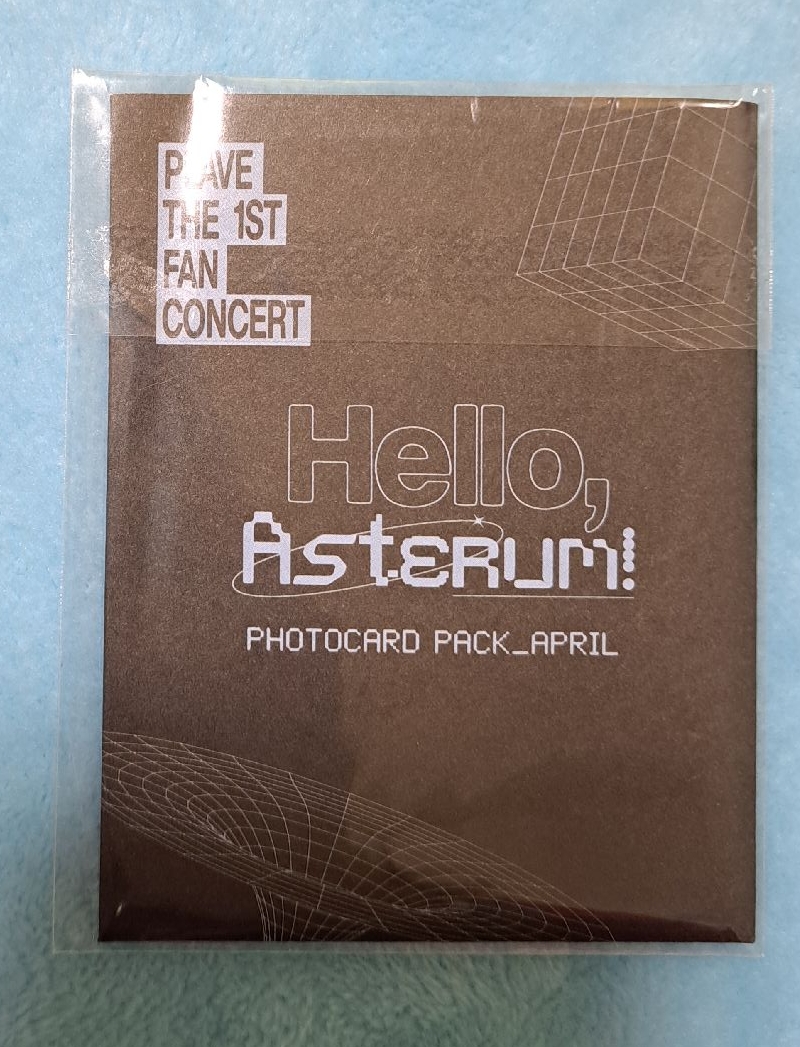 PLAVE
THE 1ST
FAN
CONCERT
Hello,
Asterum!
PHOTOCARD PACK_APRIL